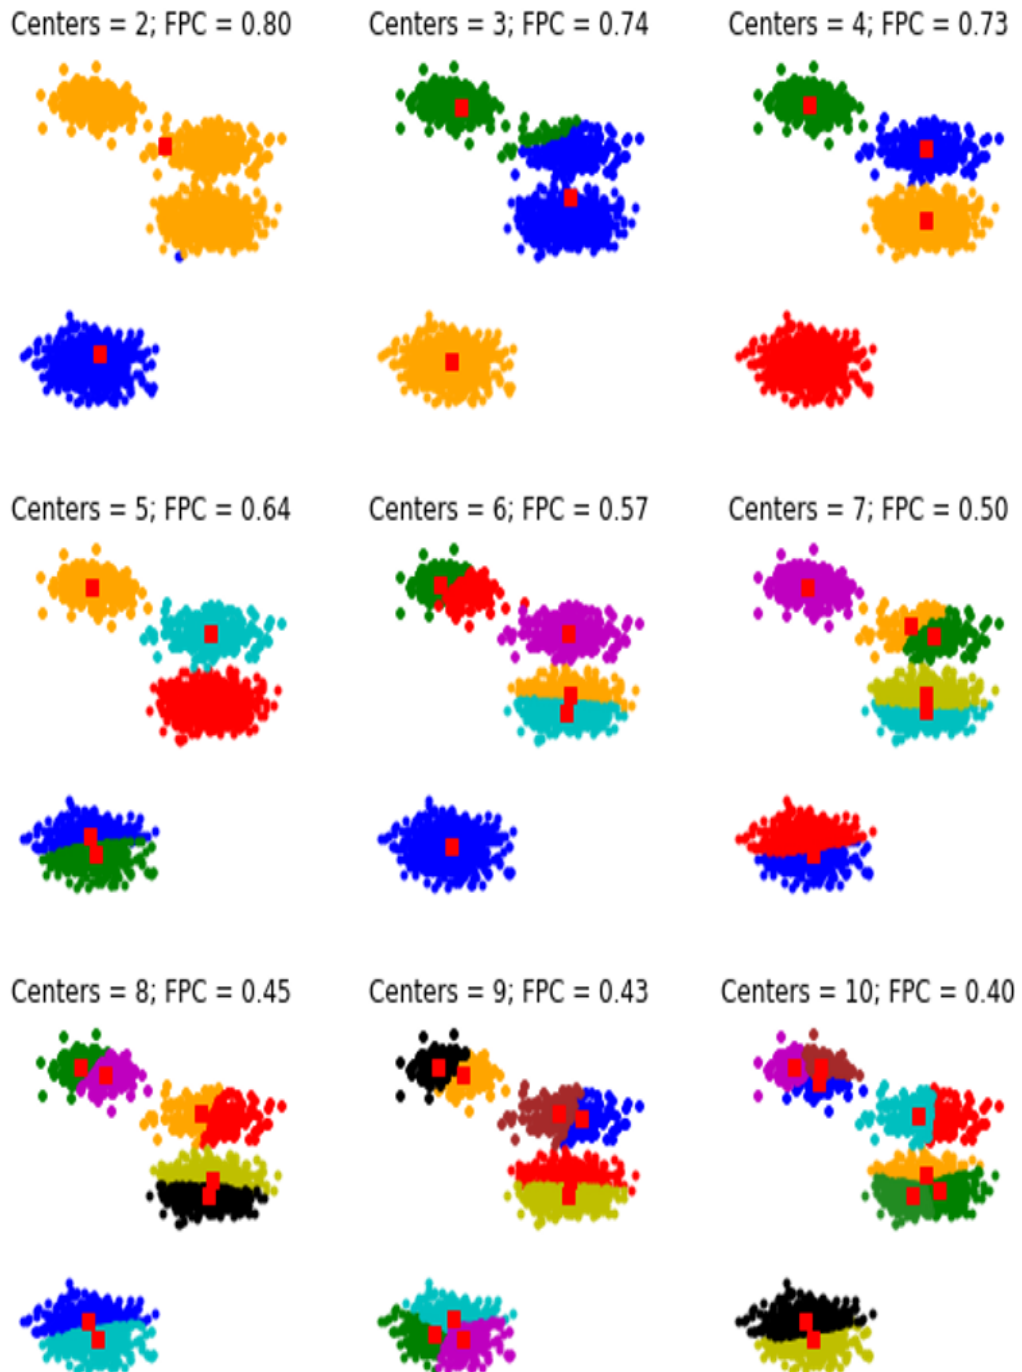 Centers = 2; FPC = 0.80
Centers = 3; FPC = 0.74
Centers = 4; FPC = 0.73
Centers = 5; FPC = 0.64
Centers = 6; FPC = 0.57
Centers = 7; FPC = 0.50
Centers = 8; FPC = 0.45
Centers = 9; FPC = 0.43
Centers = 10; FPC = 0.40